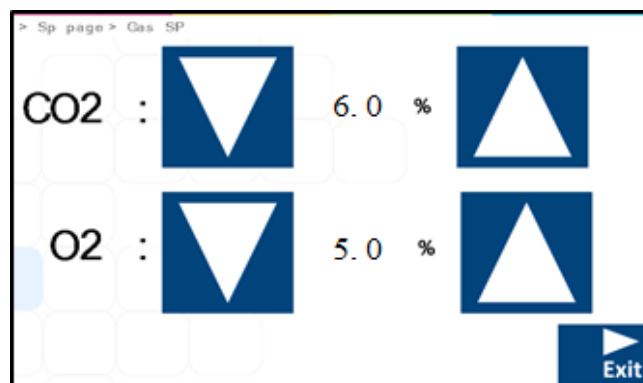 > Sp page > Gas SP
CO2 : 6.0 %
O2 : 5.0 %
Exit